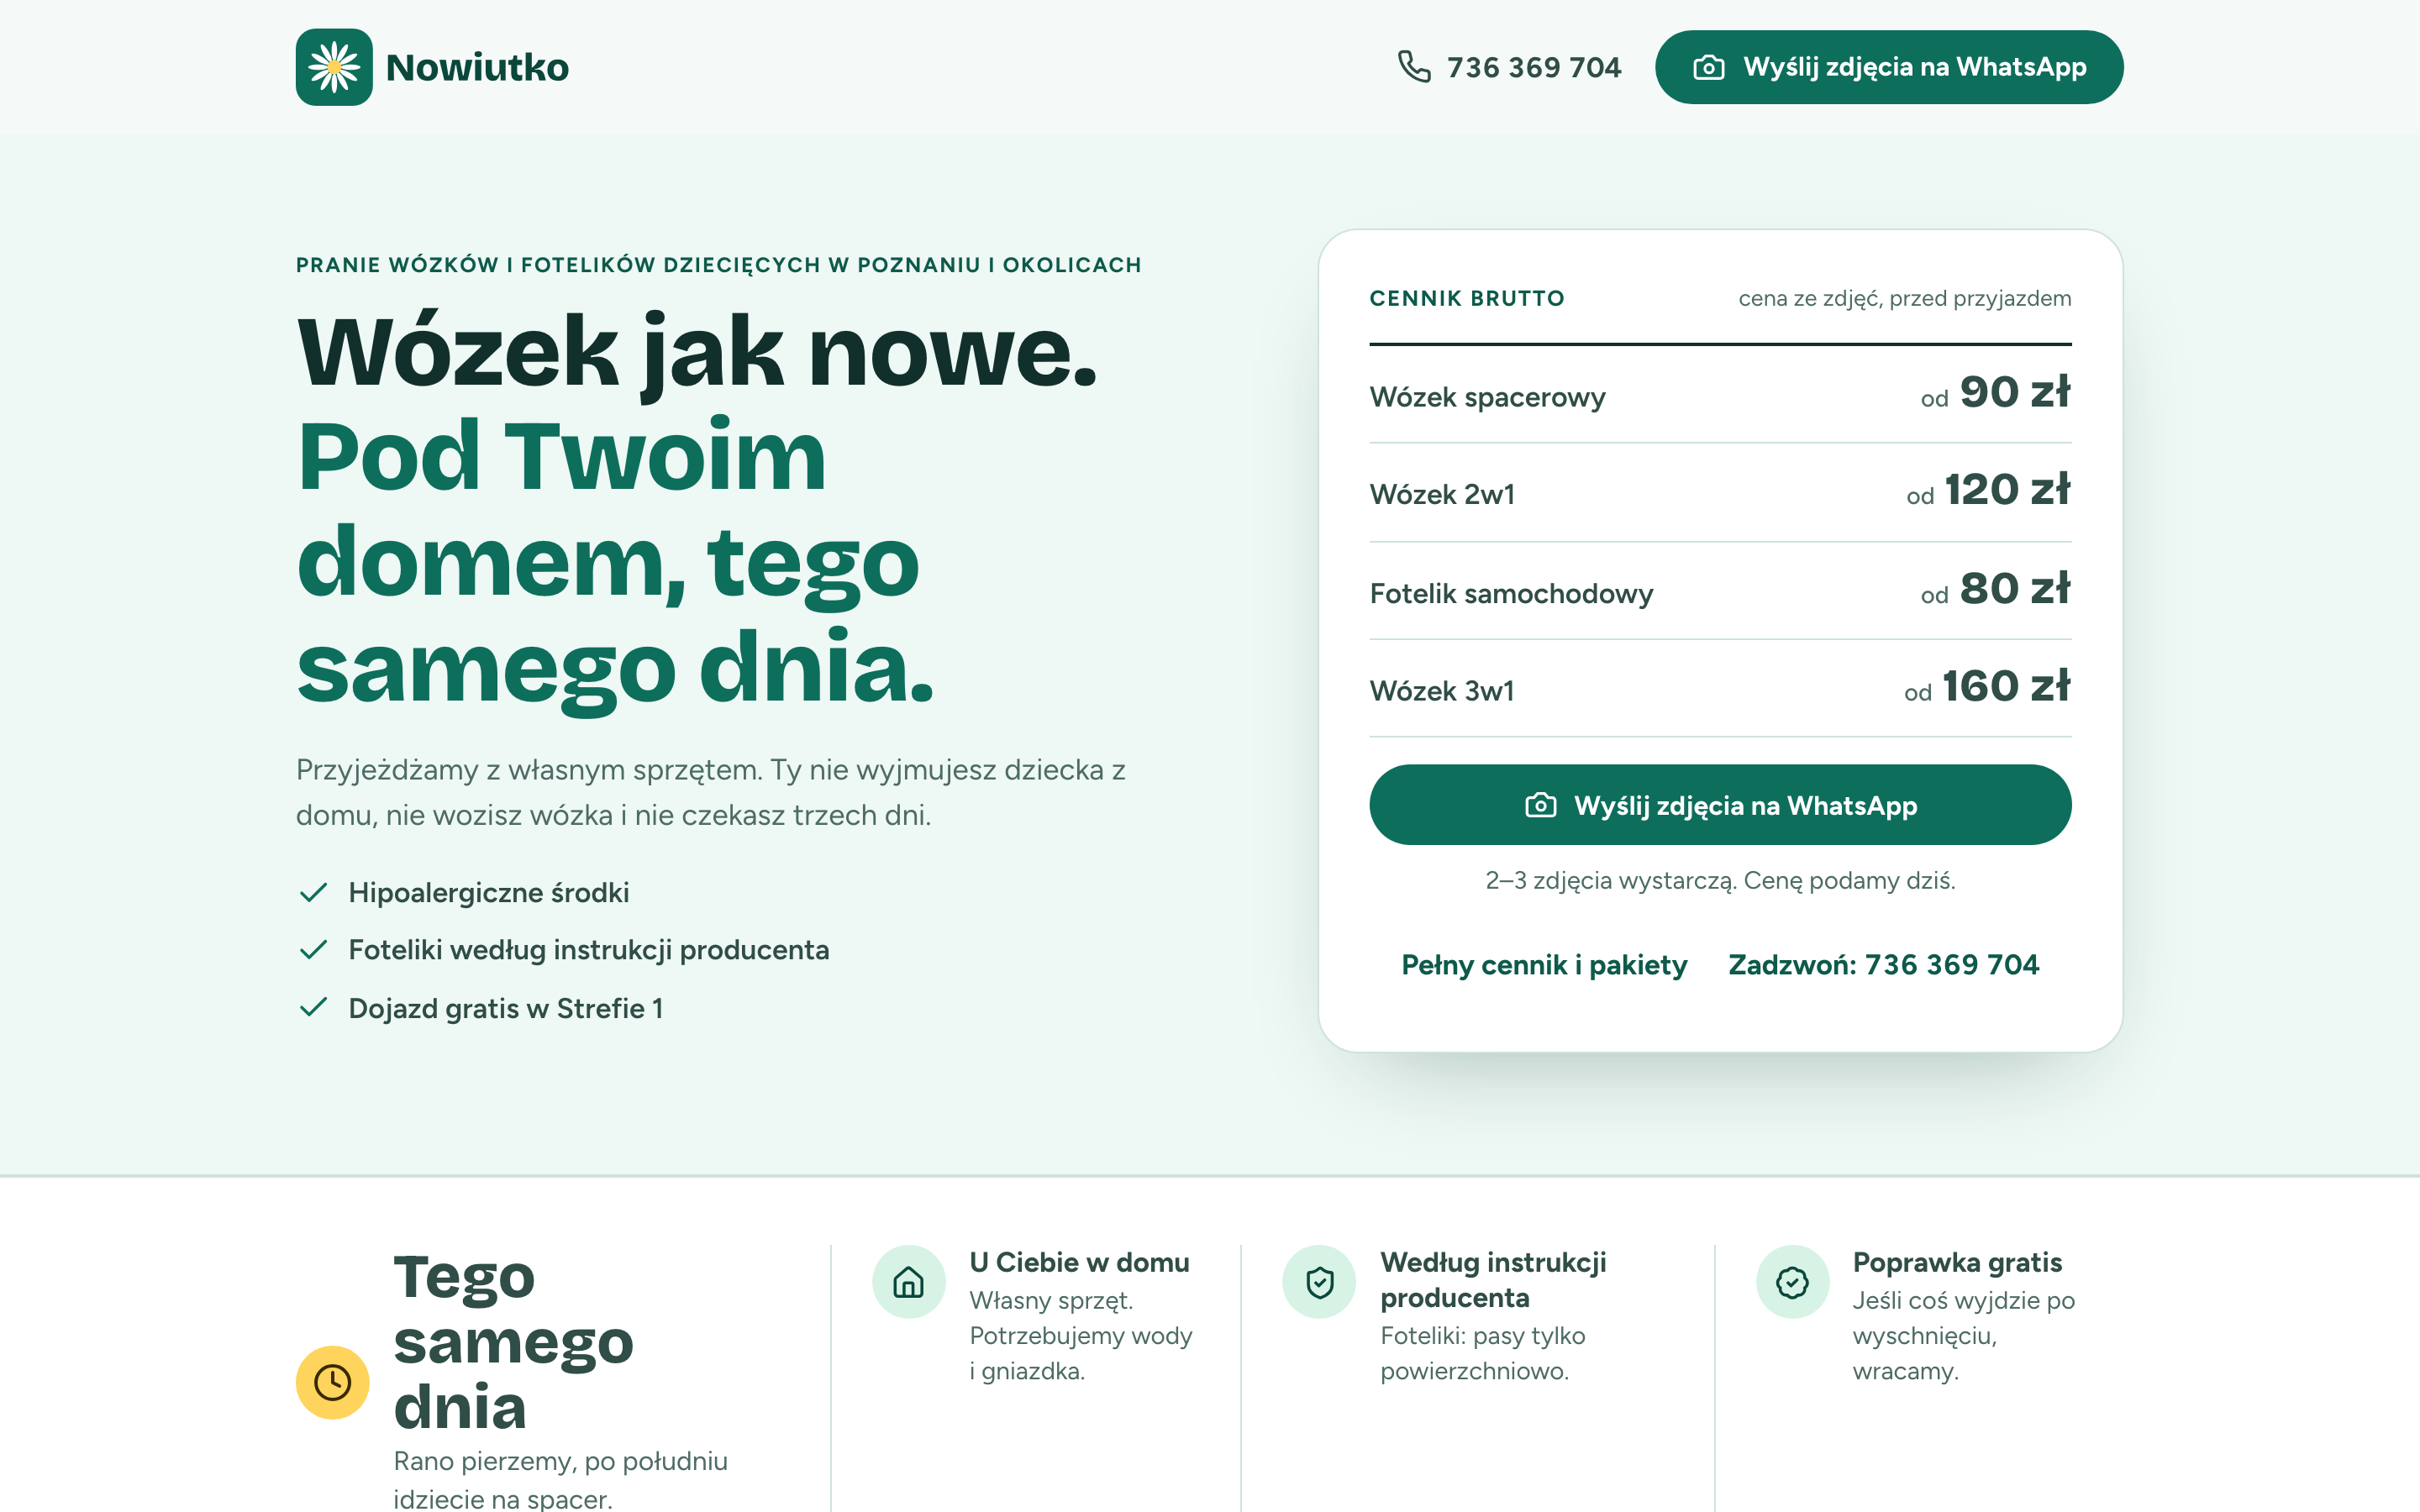 Nowiutko
736 369 704
Wyślij zdjęcia na WhatsApp
PRANIE WÓZKÓW I FOTELIKÓW DZIECIĘCYCH W POZNANIU I OKOLICACH
Wózek jak nowe.
Pod Twoim
domem, tego
samego dnia.
Przyjeżdżamy z własnym sprzętem. Ty nie wyjmujesz dziecka z
domu, nie wozisz wózka i nie czekasz trzech dni.
Hipoalergiczne środki
Foteliki według instrukcji producenta
Dojazd gratis w Strefie 1
CENNIK BRUTTO
cena ze zdjęć, przed przyjazdem
Wózek spacerowy od 90 zł
Wózek 2w1 od 120 zł
Fotelik samochodowy od 80 zł
Wózek 3w1 od 160 zł
Wyślij zdjęcia na WhatsApp
2–3 zdjęcia wystarczą. Cenę podamy dziś.
Pełny cennik i pakiety
Zadzwoń: 736 369 704
Tego
samego
dnia
Rano pierzemy, po południu
idziecie na spacer.
U Ciebie w domu
Własny sprzęt.
Potrzebujemy wody
i gniazdka.
Według instrukcji
producenta
Foteliki: pasy tylko
powierzchniowo.
Poprawka gratis
Jeśli coś wyjdzie po
wyschnięciu,
wracamy.